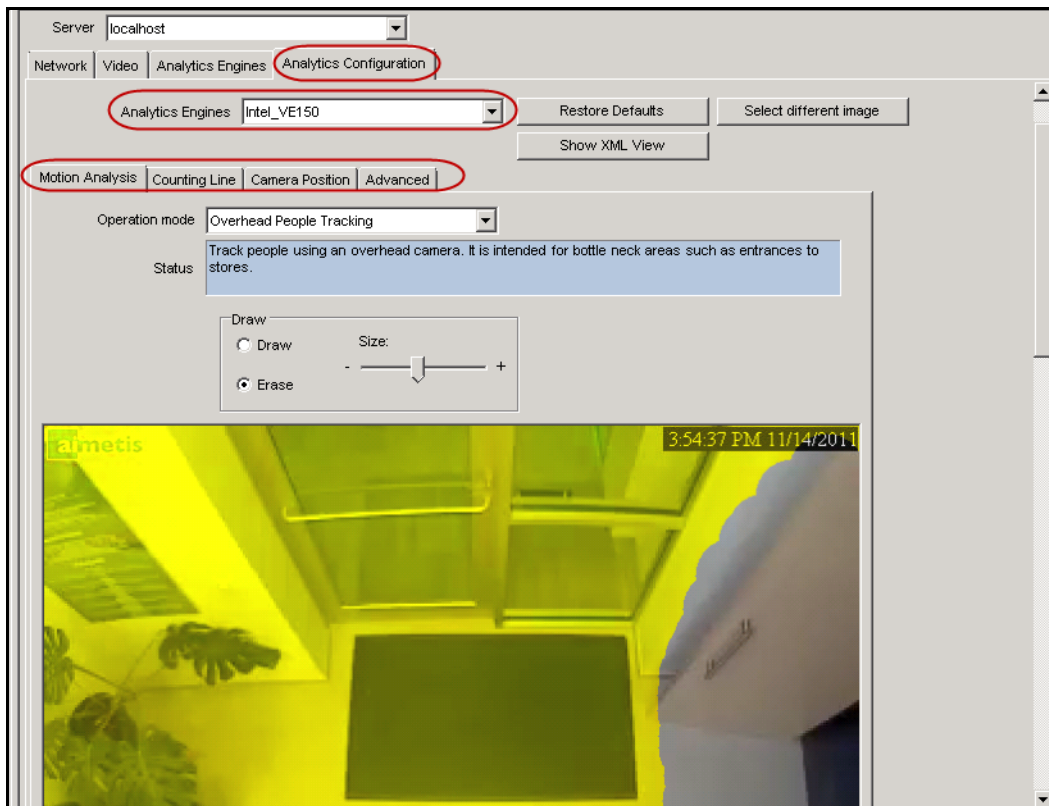 Server localhost
Network Video Analytics Engines Analytics Configuration
Analytics Engines Intel_VE150 Restore Defaults Select different image
Show XML View
Motion Analysis Counting Line Camera Position Advanced
Operation mode Overhead People Tracking
Status Track people using an overhead camera. It is intended for bottle neck areas such as entrances to
stores.
Draw
Draw Size:
- +
Erase
aimetis 3:54:37 PM 11/14/2011